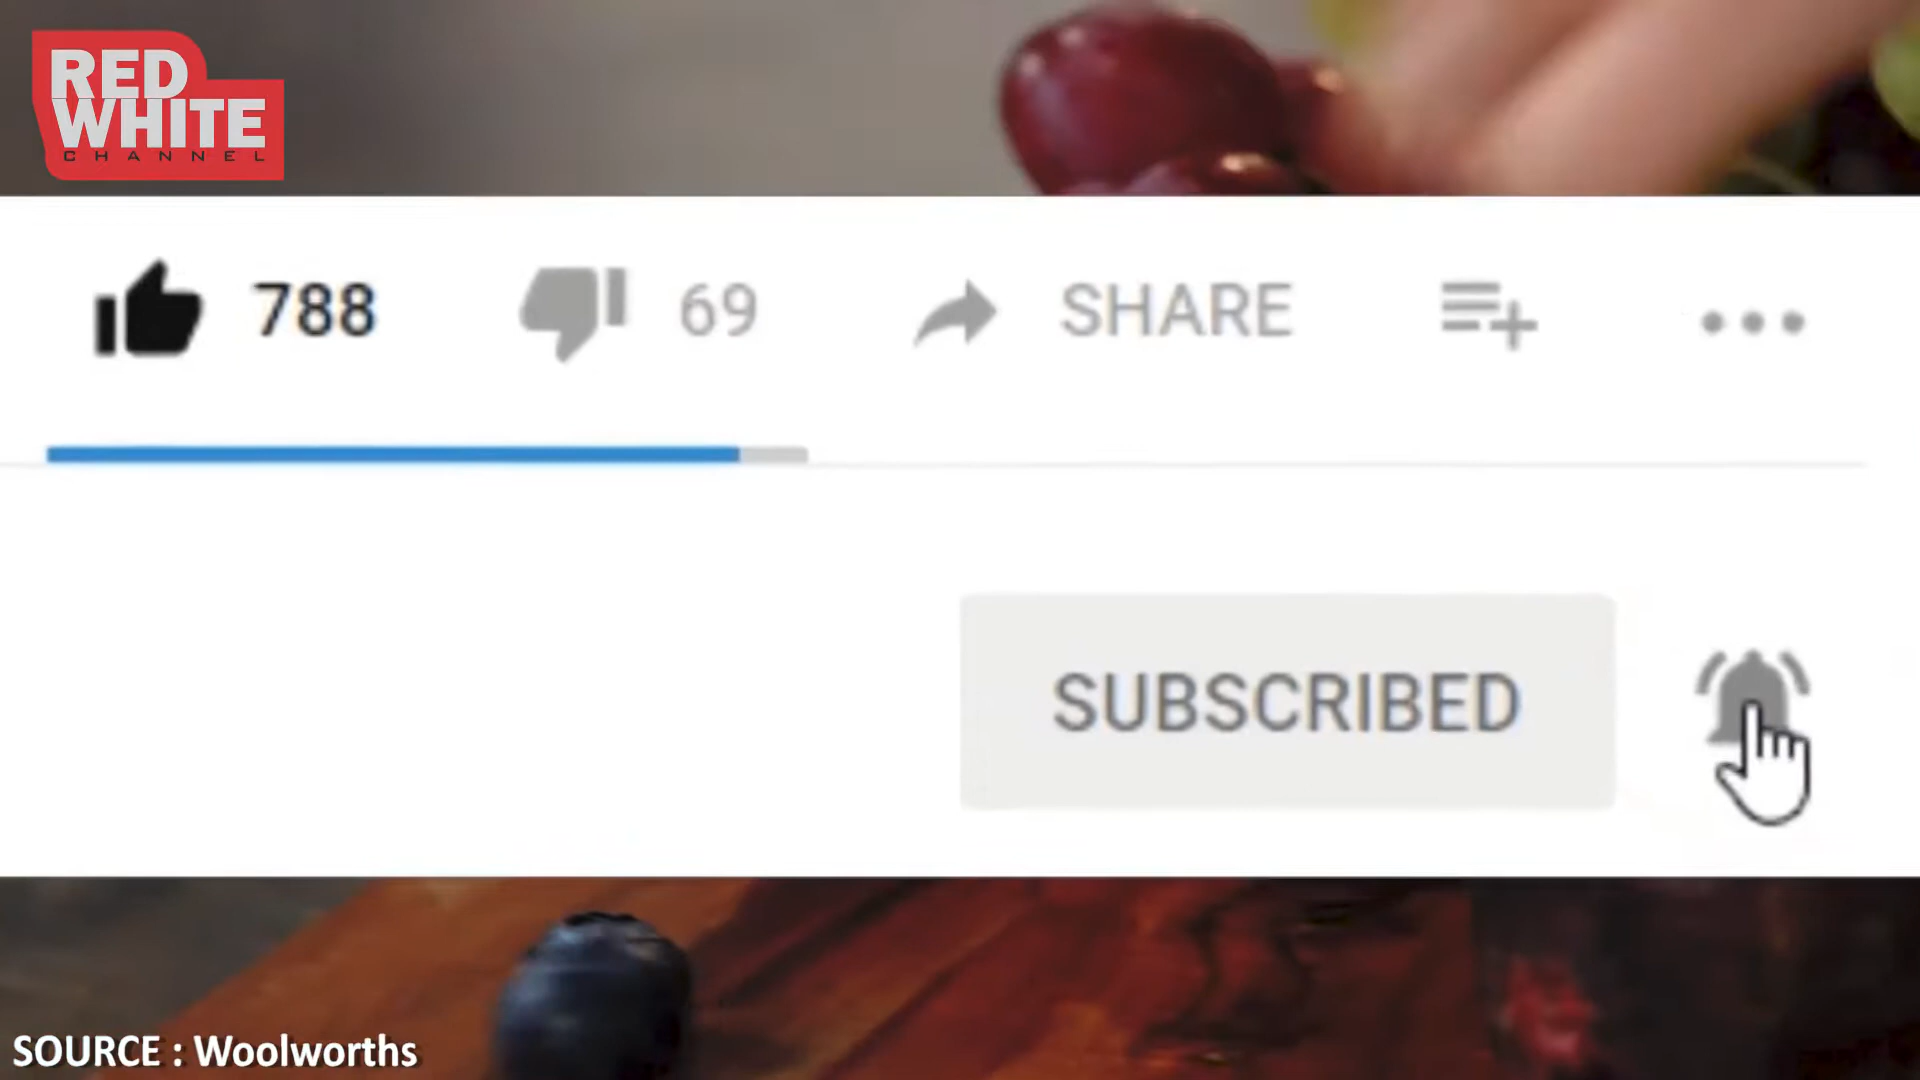 RED
WHITE
CHANNEL
788 69 SHARE
SUBSCRIBED
SOURCE : Woolworths